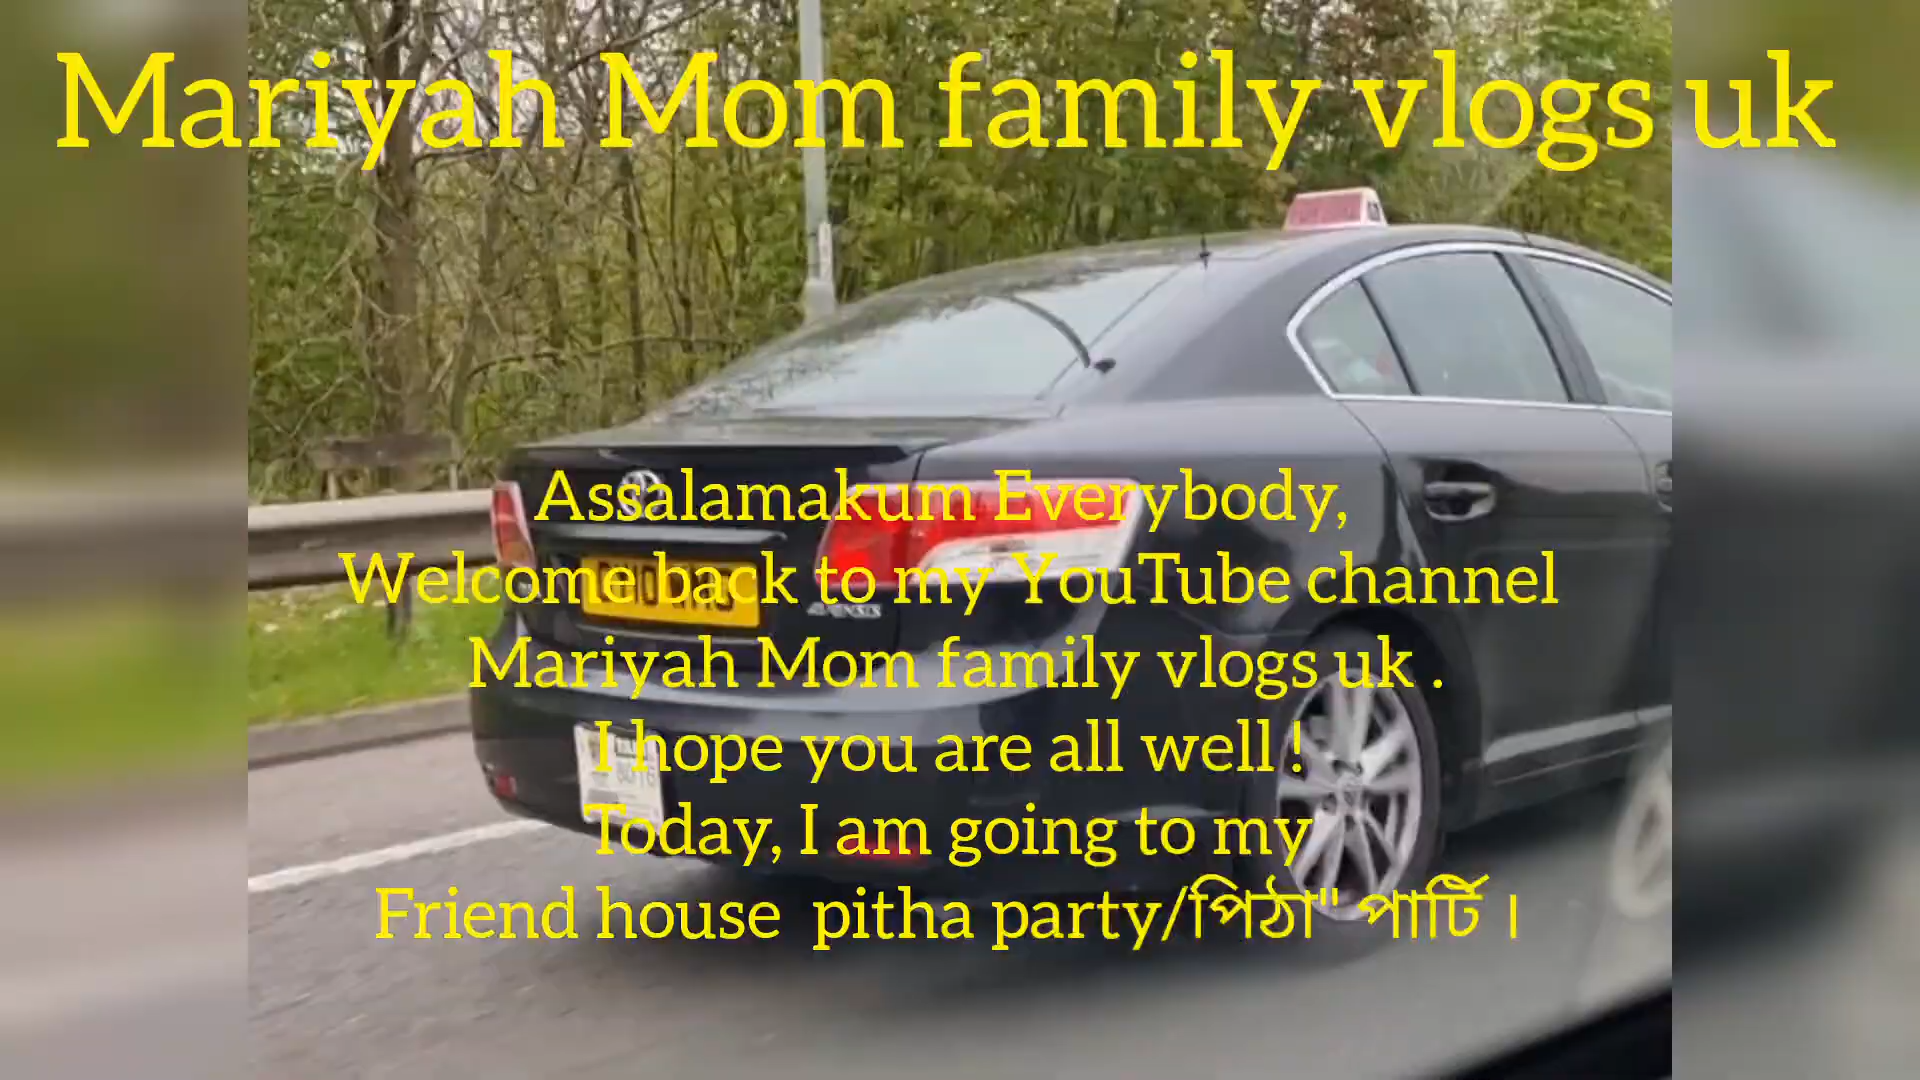 Mariyah Mom family vlogs uk
Assalamakum Everybody,
Welcome back to my YouTube channel
Mariyah Mom family vlogs uk .
I hope you are all well !
Today, I am going to my
Friend house pitha party/পিঠা" পার্টি ।
AVENSIS